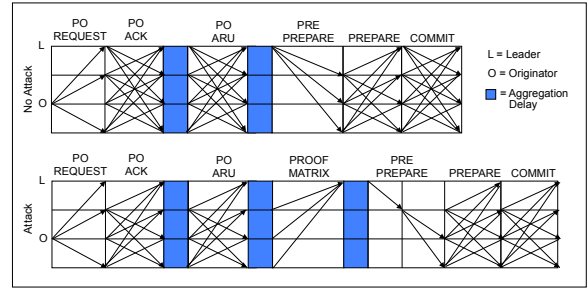 PO REQUEST
PO ACK
PO ARU
PRE PREPARE
PREPARE
COMMIT
L
O
No Attack
L = Leader
O = Originator
= Aggregation
Delay
PO REQUEST
PO ACK
PO ARU
PROOF MATRIX
PRE PREPARE
PREPARE
COMMIT
L
O
Attack